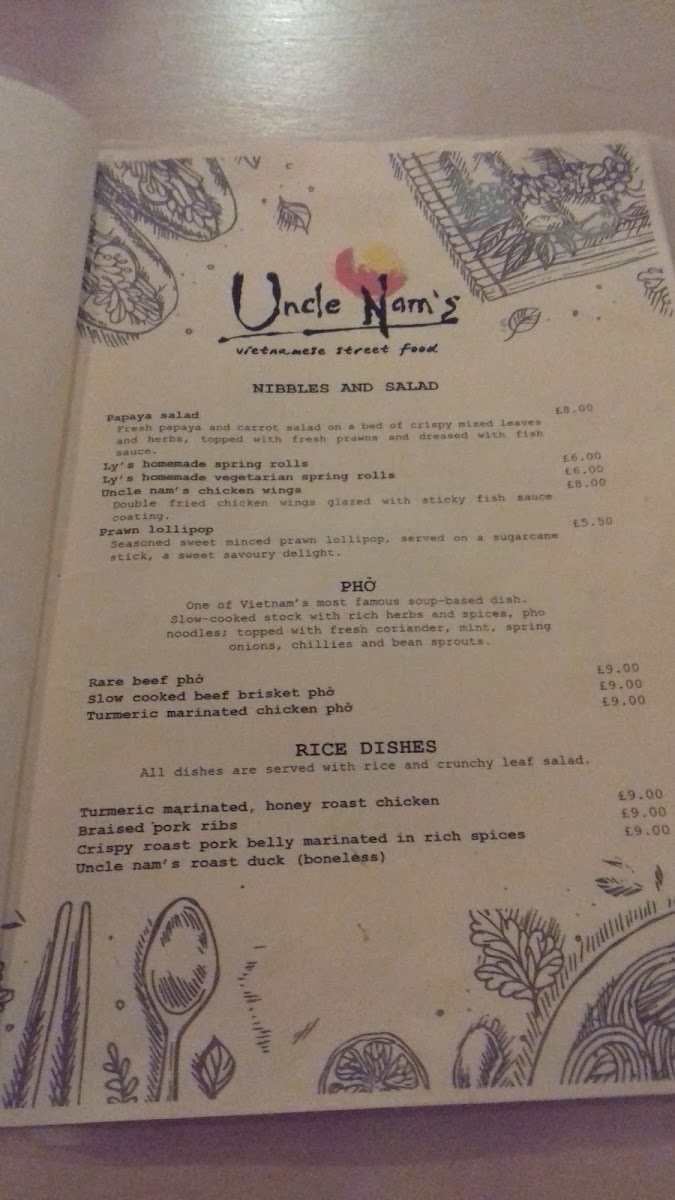 Uncle Nam's
vietnamese street food
NIBBLES AND SALAD
Papaya salad £8.00
Fresh papaya and carrot salad on a bed of crispy mixed leaves
and herbs, topped with fresh prawns and dressed with fish
sauce.
Ly's homemade spring rolls £6.00
Ly's homemade vegetarian spring rolls £6.00
Uncle nam's chicken wings £8.00
Double fried chicken wings glazed with sticky fish sauce
coating.
Prawn lollipop £5.50
Seasoned sweet minced prawn lollipop, served on a sugarcane
stick, a sweet savoury delight.
PHỜ
One of Vietnam's most famous soup-based dish.
Slow-cooked stock with rich herbs and spices, pho
noodles; topped with fresh coriander, mint, spring
onions, chillies and bean sprouts.
Rare beef phở £9.00
Slow cooked beef brisket phở £9.00
Turmeric marinated chicken phở £9.00
RICE DISHES
All dishes are served with rice and crunchy leaf salad.
Turmeric marinated, honey roast chicken £9.00
Braised pork ribs £9.00
Crispy roast pork belly marinated in rich spices £9.00
Uncle nam's roast duck (boneless)